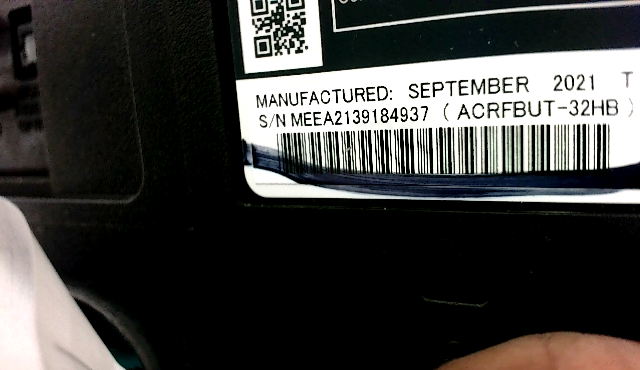 MANUFACTURED: SEPTEMBER 2021 T
S/N MEEA2139184937 ( ACRFBUT-32HB )